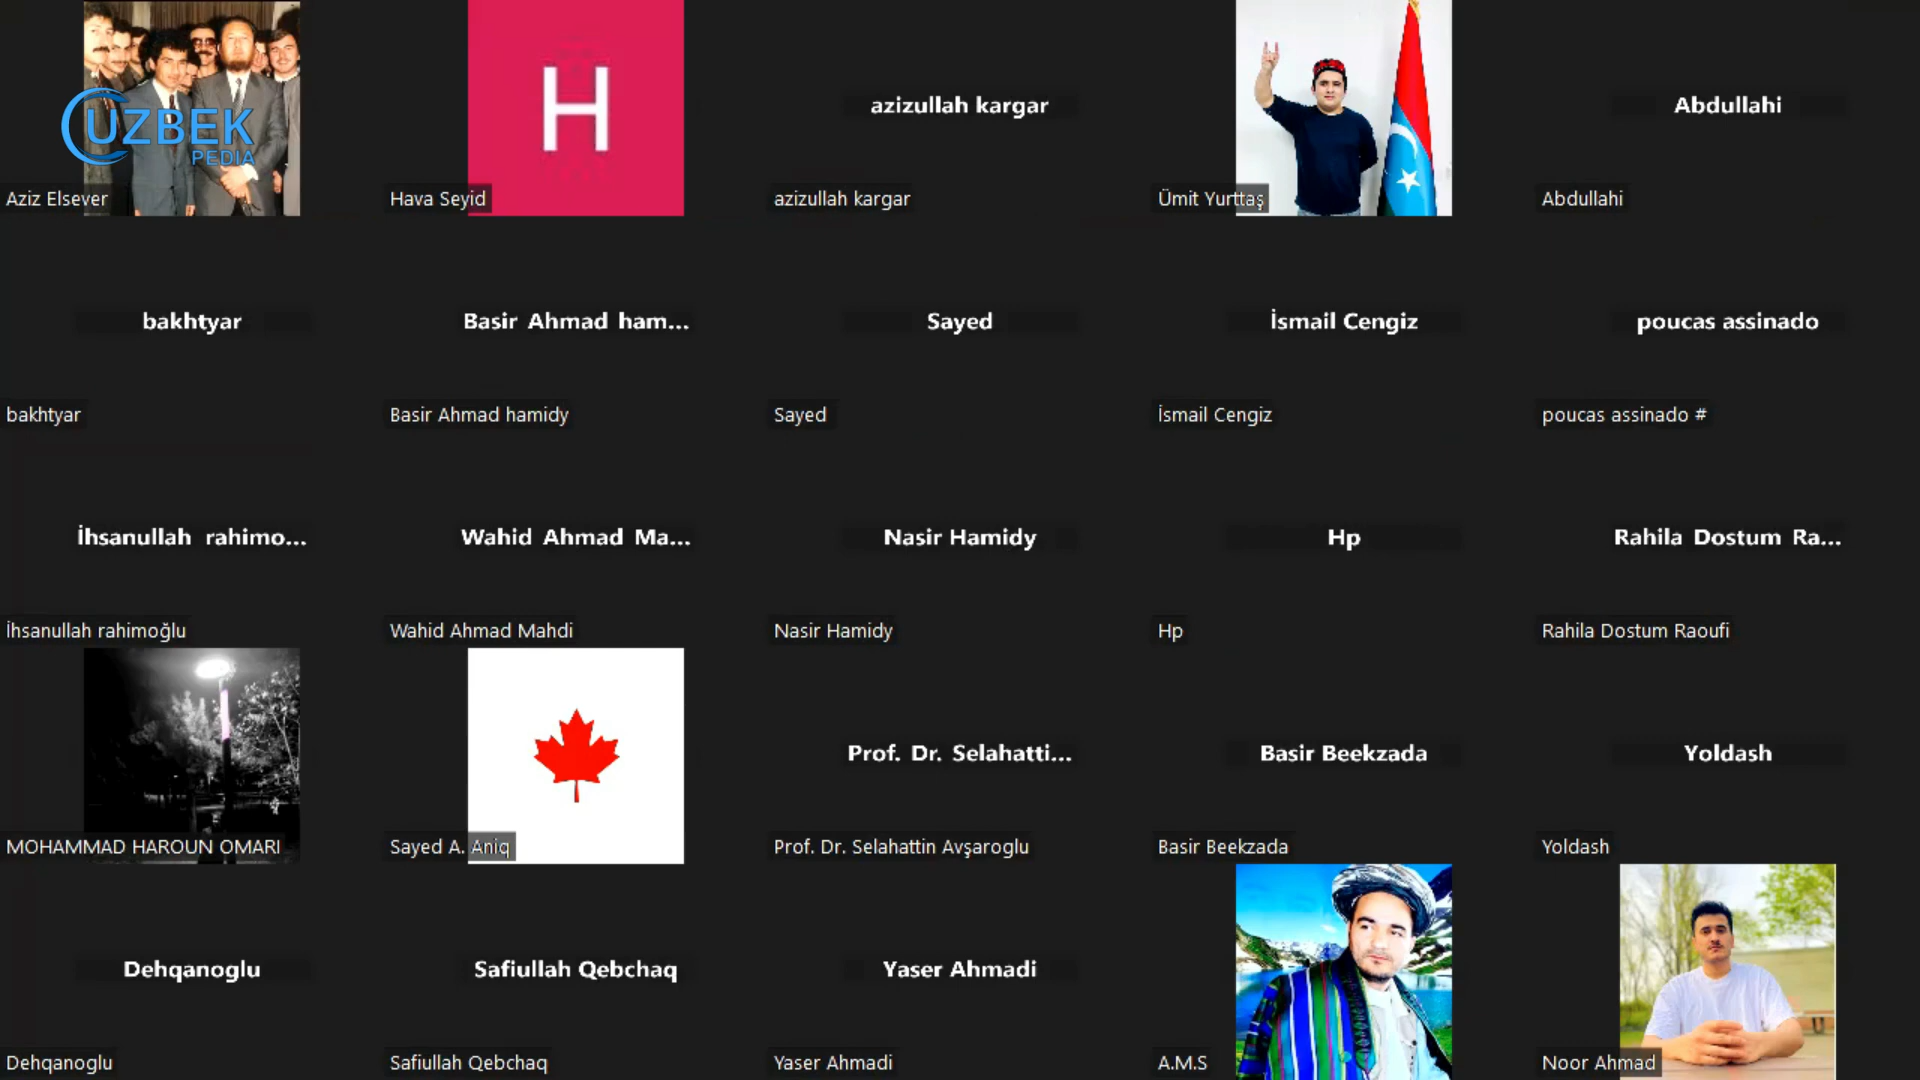 UZBEK
PEDIA
H
azizullah kargar
Abdullahi
Aziz Elsever
Hava Seyid
azizullah kargar
Ümit Yurttaş
Abdullahi
bakhtyar
Basir Ahmad ham...
Sayed
İsmail Cengiz
poucas assinado
bakhtyar
Basir Ahmad hamidy
Sayed
İsmail Cengiz
poucas assinado #
İhsanullah rahimo...
Wahid Ahmad Ma...
Nasir Hamidy
Hp
Rahila Dostum Ra...
İhsanullah rahimoğlu
Wahid Ahmad Mahdi
Nasir Hamidy
Hp
Rahila Dostum Raoufi
Prof. Dr. Selahatti...
Basir Beekzada
Yoldash
MOHAMMAD HAROUN OMARI
Sayed A. Aniq
Prof. Dr. Selahattin Avşaroglu
Basir Beekzada
Yoldash
Dehqanoglu
Safiullah Qebchaq
Yaser Ahmadi
Dehqanoglu
Safiullah Qebchaq
Yaser Ahmadi
A.M.S
Noor Ahmad